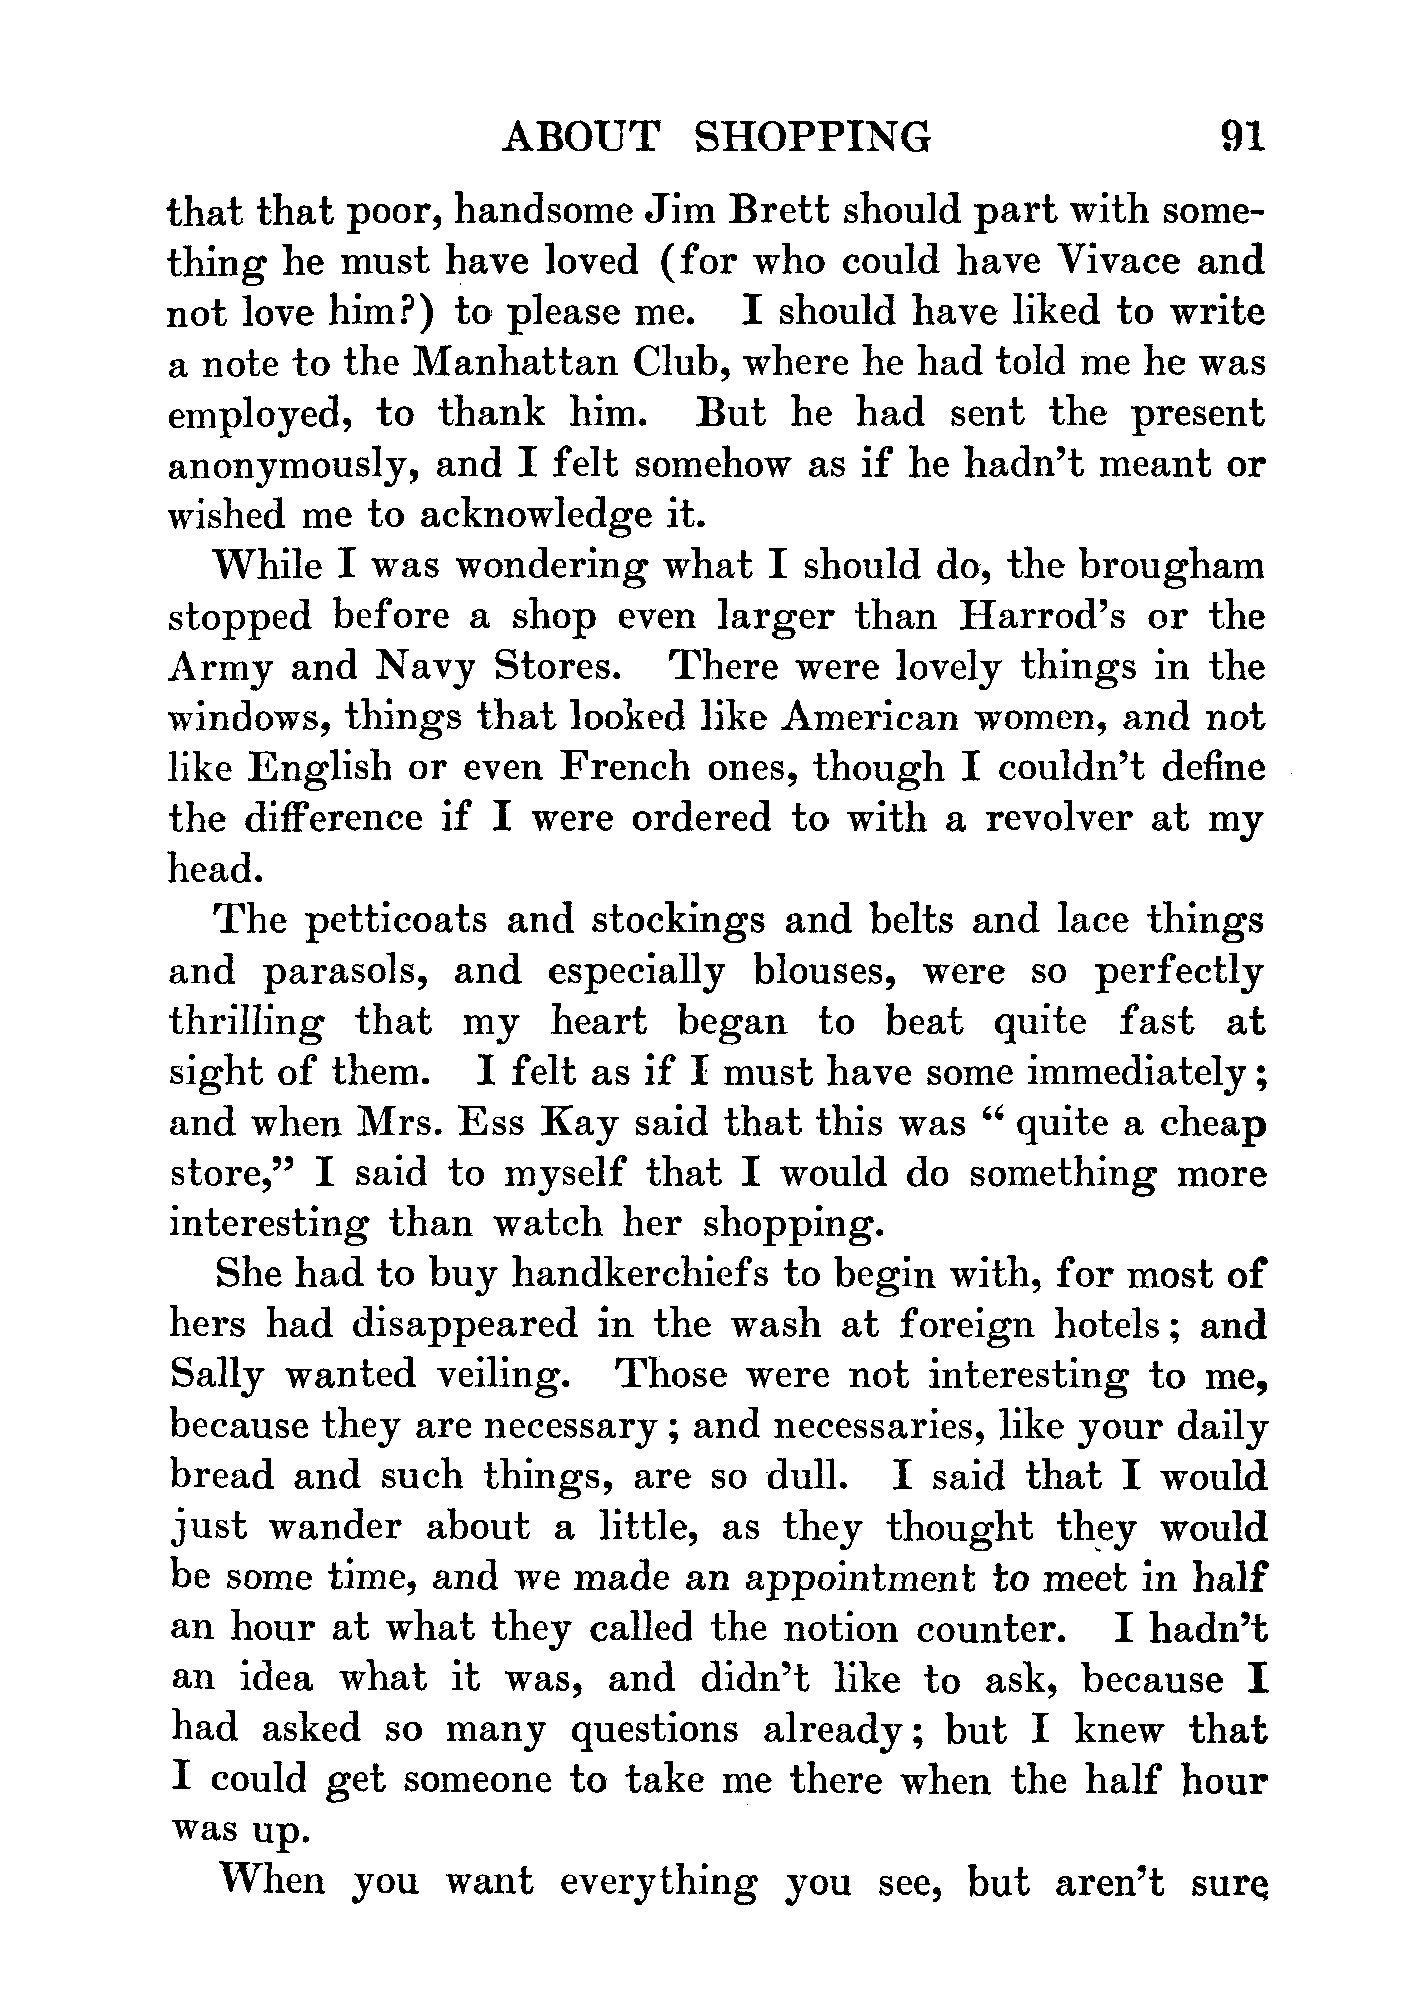 ABOUT SHOPPING 91
that that poor, handsome Jim Brett should part with some-
thing he must have loved (for who could have Vivace and
not love him?) to please me. I should have liked to write
a note to the Manhattan Club, where he had told me he was
employed, to thank him. But he had sent the present
anonymously, and I felt somehow as if he hadn't meant or
wished me to acknowledge it.
While I was wondering what I should do, the brougham
stopped before a shop even larger than Harrod's or the
Army and Navy Stores. There were lovely things in the
windows, things that looked like American women, and not
like English or even French ones, though I couldn't define
the difference if I were ordered to with a revolver at my
head.
The petticoats and stockings and belts and lace things
and parasols, and especially blouses, were so perfectly
thrilling that my heart began to beat quite fast at
sight of them. I felt as if I must have some immediately;
and when Mrs. Ess Kay said that this was “ quite a cheap
store,” I said to myself that I would do something more
interesting than watch her shopping.
She had to buy handkerchiefs to begin with, for most of
hers had disappeared in the wash at foreign hotels; and
Sally wanted veiling. Those were not interesting to me,
because they are necessary; and necessaries, like your daily
bread and such things, are so dull. I said that I would
just wander about a little, as they thought they would
be some time, and we made an appointment to meet in half
an hour at what they called the notion counter. I hadn't
an idea what it was, and didn't like to ask, because I
had asked so many questions already; but I knew that
I could get someone to take me there when the half hour
was up.
When you want everything you see, but aren't sure